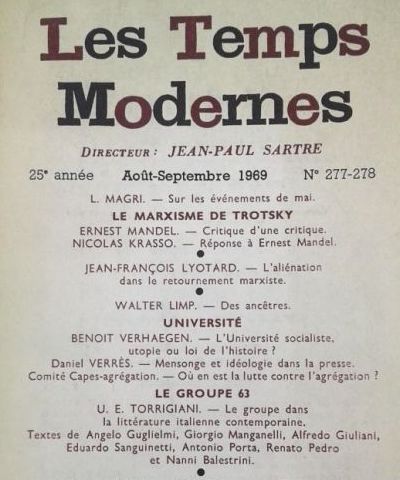 Les Temps
Modernes
DIRECTEUR: JEAN-PAUL SARTRE
25e année Août-Septembre 1969 N° 277-278
L. MAGRI. — Sur les événements de mai.
LE MARXISME DE TROTSKY
ERNEST MANDEL. — Critique d'une critique.
NICOLAS KRASSO. — Réponse à Ernest Mandel.
JEAN-FRANÇOIS LYOTARD. — L'aliénation
dans le retournement marxiste.
WALTER LIMP. — Des ancêtres.
UNIVERSITÉ
BENOIT VERHAEGEN. — L'Université socialiste,
utopie ou loi de l'histoire ?
Daniel VERRÈS. — Mensonge et idéologie dans la presse.
Comité Capes-agrégation. — Où en est la lutte contre l'agrégation ?
LE GROUPE 63
U. E. TORRIGIANI. — Le groupe dans
la littérature italienne contemporaine.
Textes de Angelo Guglielmi, Giorgio Manganelli, Alfredo Giuliani,
Eduardo Sanguinetti, Antonio Porta, Renato Pedro
et Nanni Balestrini.